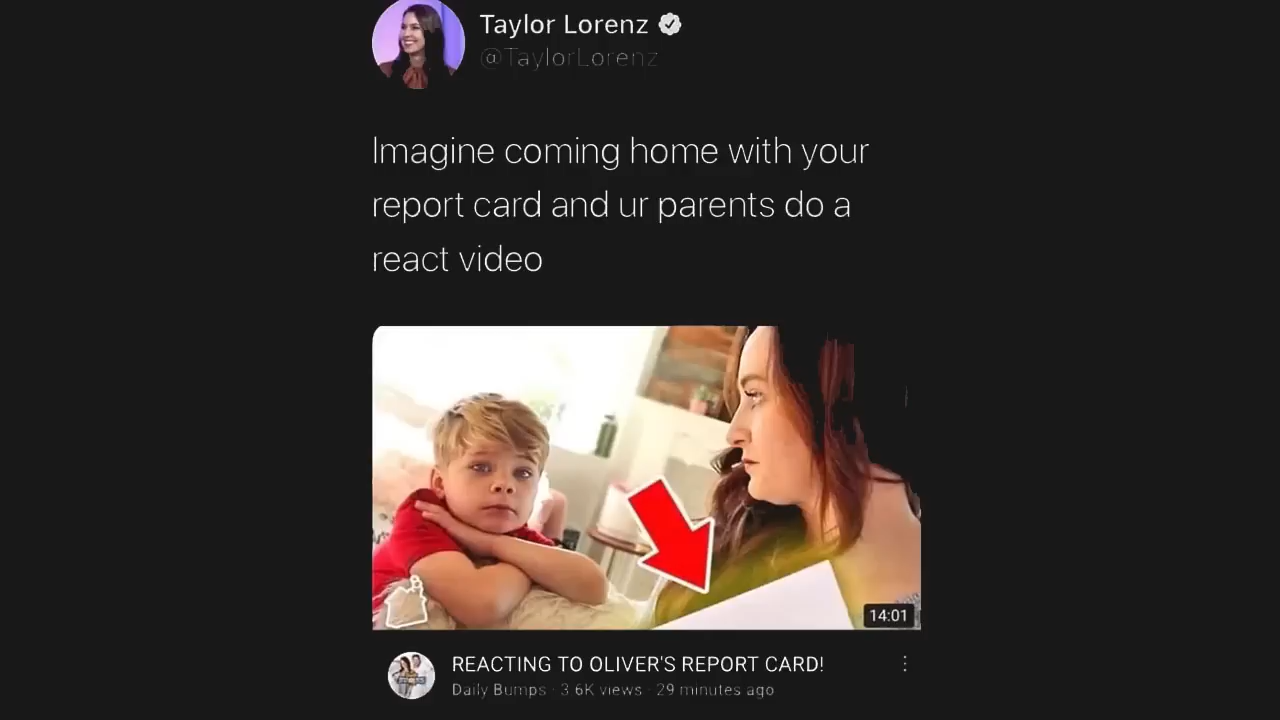 Taylor Lorenz
@TaylorLorenz
Imagine coming home with your
report card and ur parents do a
react video
14:01
REACTING TO OLIVER'S REPORT CARD!
Daily Bumps · 3.6K views · 29 minutes ago